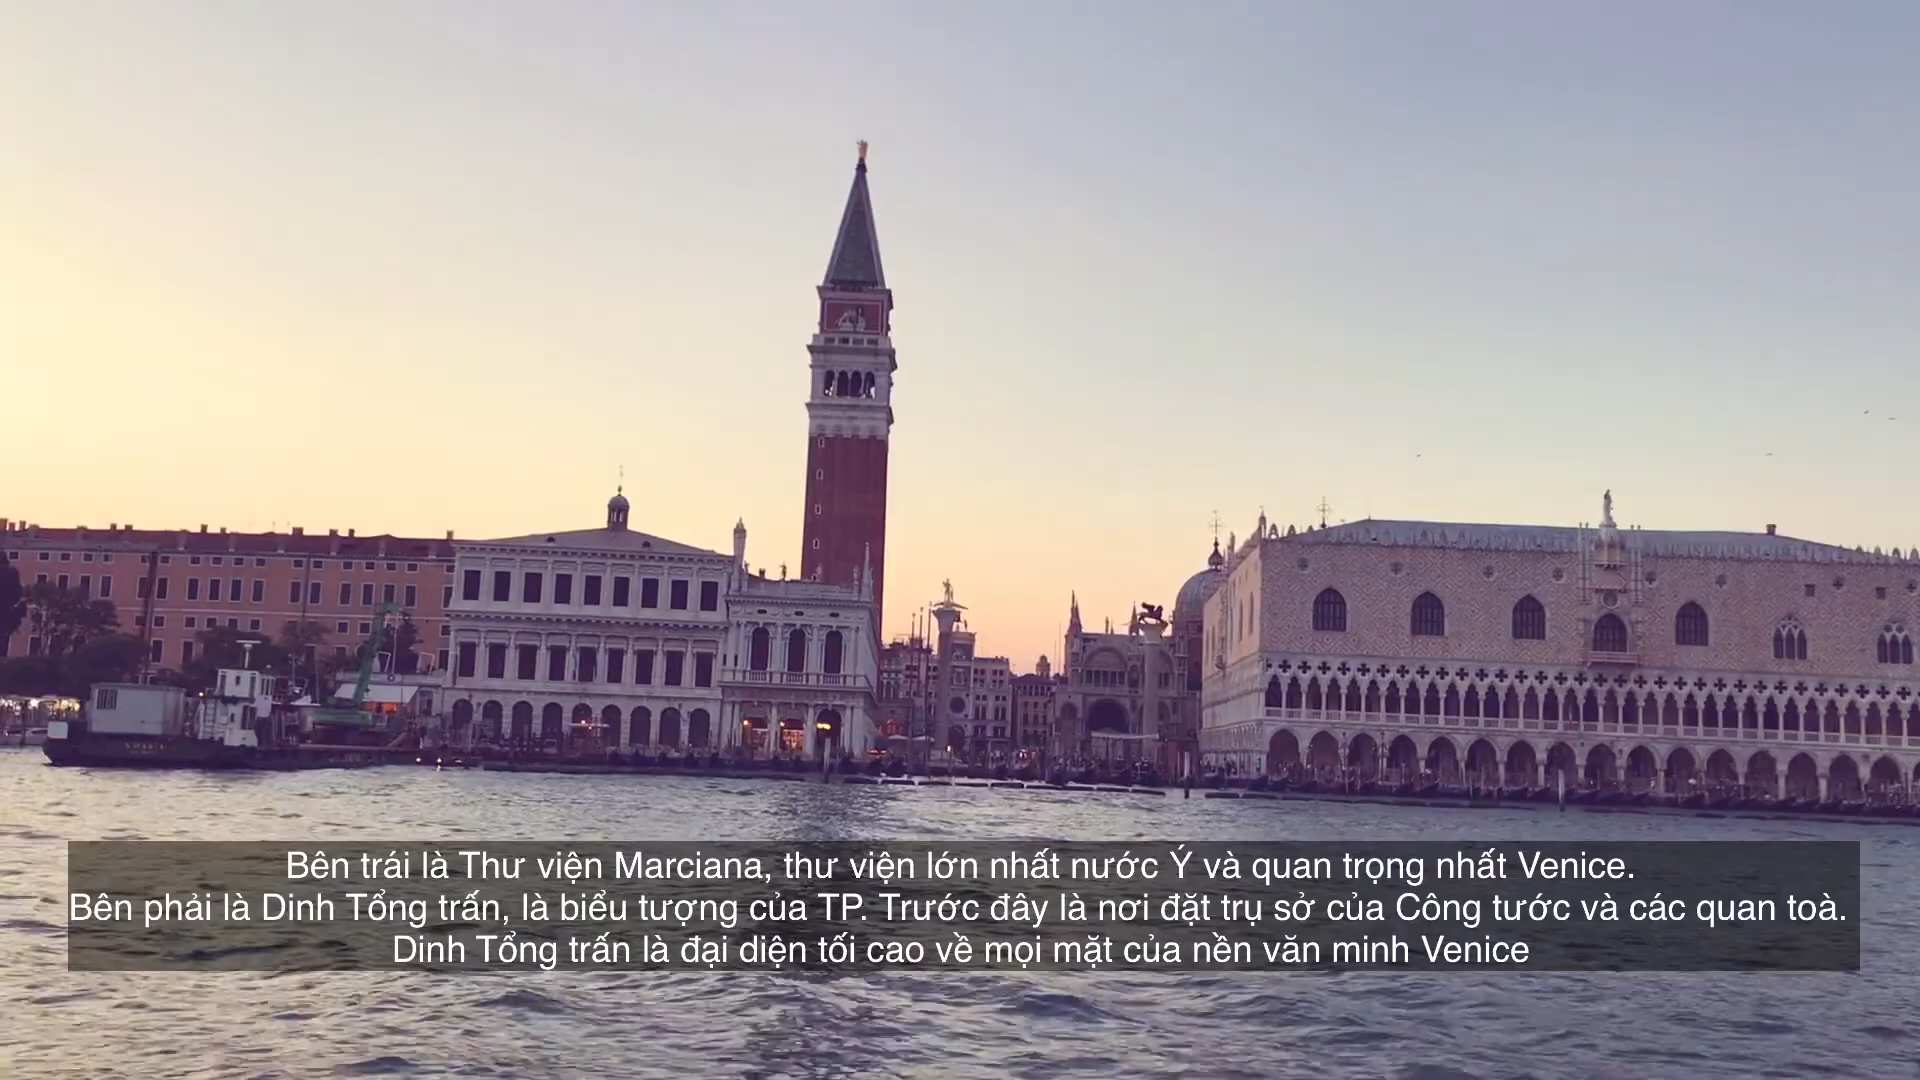 Bên trái là Thư viện Marciana, thư viện lớn nhất nước Ý và quan trọng nhất Venice.
Bên phải là Dinh Tổng trấn, là biểu tượng của TP. Trước đây là nơi đặt trụ sở của Công tước và các quan toà.
Dinh Tổng trấn là đại diện tối cao về mọi mặt của nền văn minh Venice